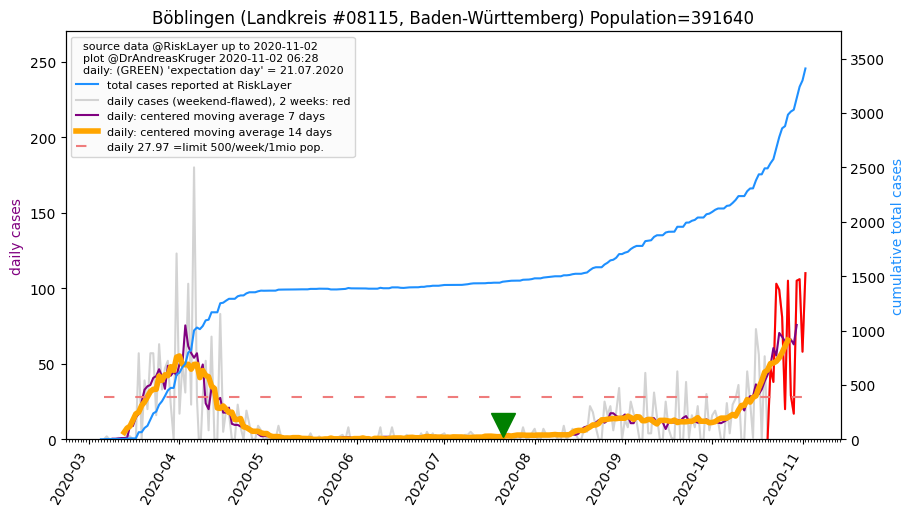 Böblingen (Landkreis #08115, Baden-Württemberg) Population=391640
source data @RiskLayer up to 2020-11-02
plot @DrAndreasKruger 2020-11-02 06:28
daily: (GREEN) 'expectation day' = 21.07.2020
total cases reported at RiskLayer
daily cases (weekend-flawed), 2 weeks: red
daily: centered moving average 7 days
daily: centered moving average 14 days
daily 27.97 =limit 500/week/1mio pop.
daily cases
250
200
150
100
50
0
cumulative total cases
3500
3000
2500
2000
1500
1000
500
0
2020-03
2020-04
2020-05
2020-06
2020-07
2020-08
2020-09
2020-10
2020-11